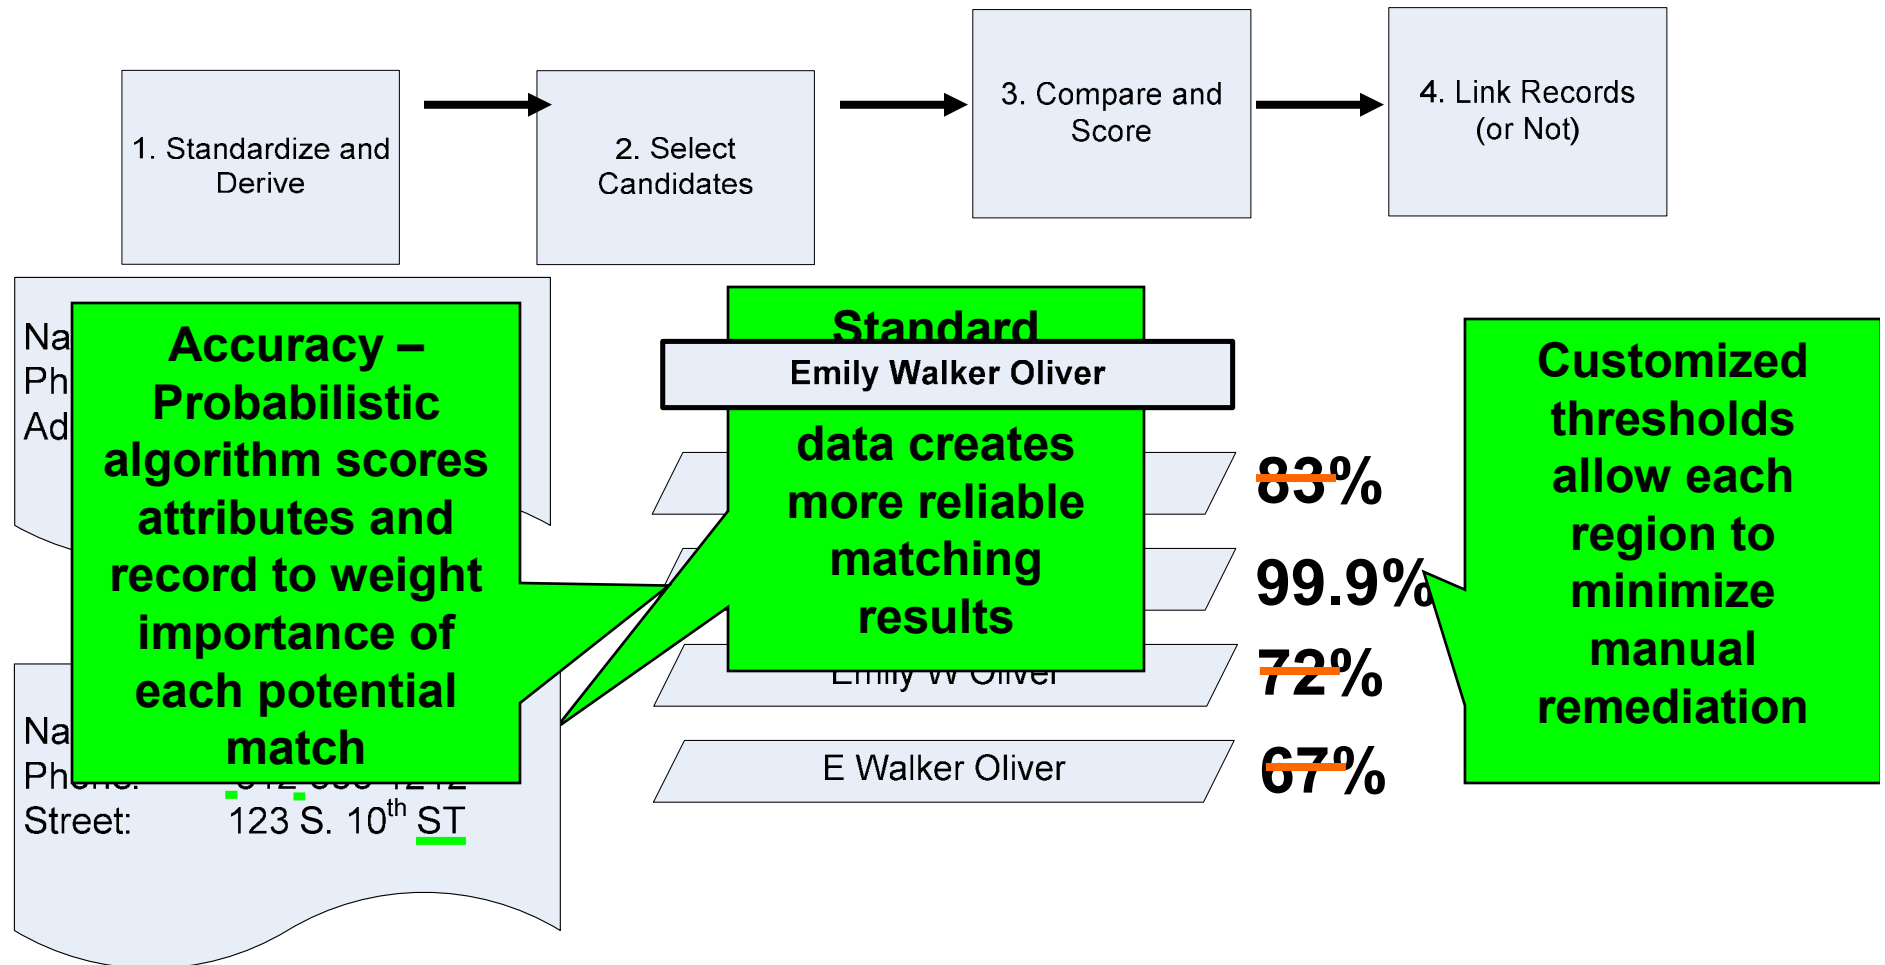 1. Standardize and
Derive
2. Select
Candidates
3. Compare and
Score
4. Link Records
(or Not)
Na
Ph
Ad
Accuracy –
Probabilistic
algorithm scores
attributes and
record to weight
importance of
each potential
match
Standard
Emily Walker Oliver
data creates
more reliable
matching
results
Emily W Oliver
E Walker Oliver
83%
99.9%
72%
67%
Customized
thresholds
allow each
region to
minimize
manual
remediation
Na
Phone:
Street: 123 S. 10th ST